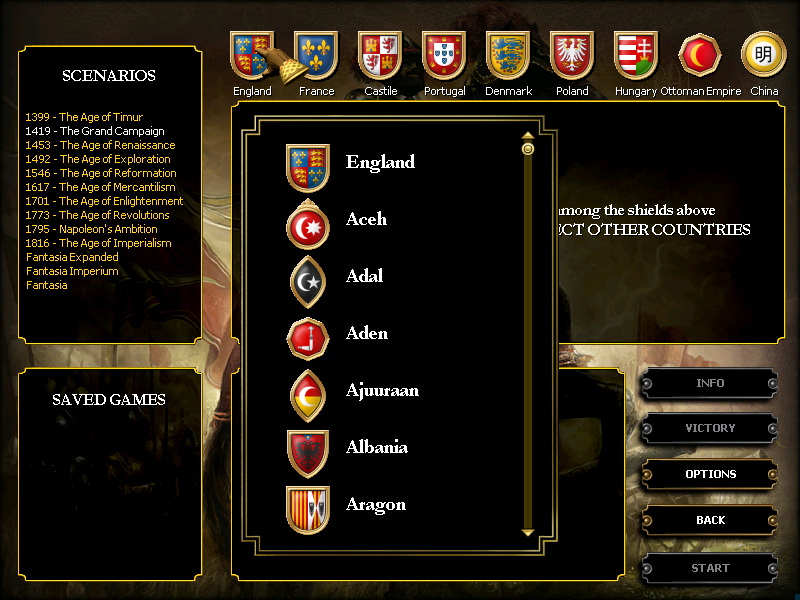 England
France
Castile
Portugal
Denmark
Poland
Hungary
Ottoman Empire
China
明
SCENARIOS
1399 - The Age of Timur
1419 - The Grand Campaign
1453 - The Age of Renaissance
1492 - The Age of Exploration
1546 - The Age of Reformation
1617 - The Age of Mercantilism
1701 - The Age of Enlightenment
1773 - The Age of Revolutions
1795 - Napoleon's Ambition
1816 - The Age of Imperialism
Fantasia Expanded
Fantasia Imperium
Fantasia
SAVED GAMES
England
Aceh
Adal
Aden
Ajuuraan
Albania
Aragon
among the shields above
ECT OTHER COUNTRIES
INFO
VICTORY
OPTIONS
BACK
START